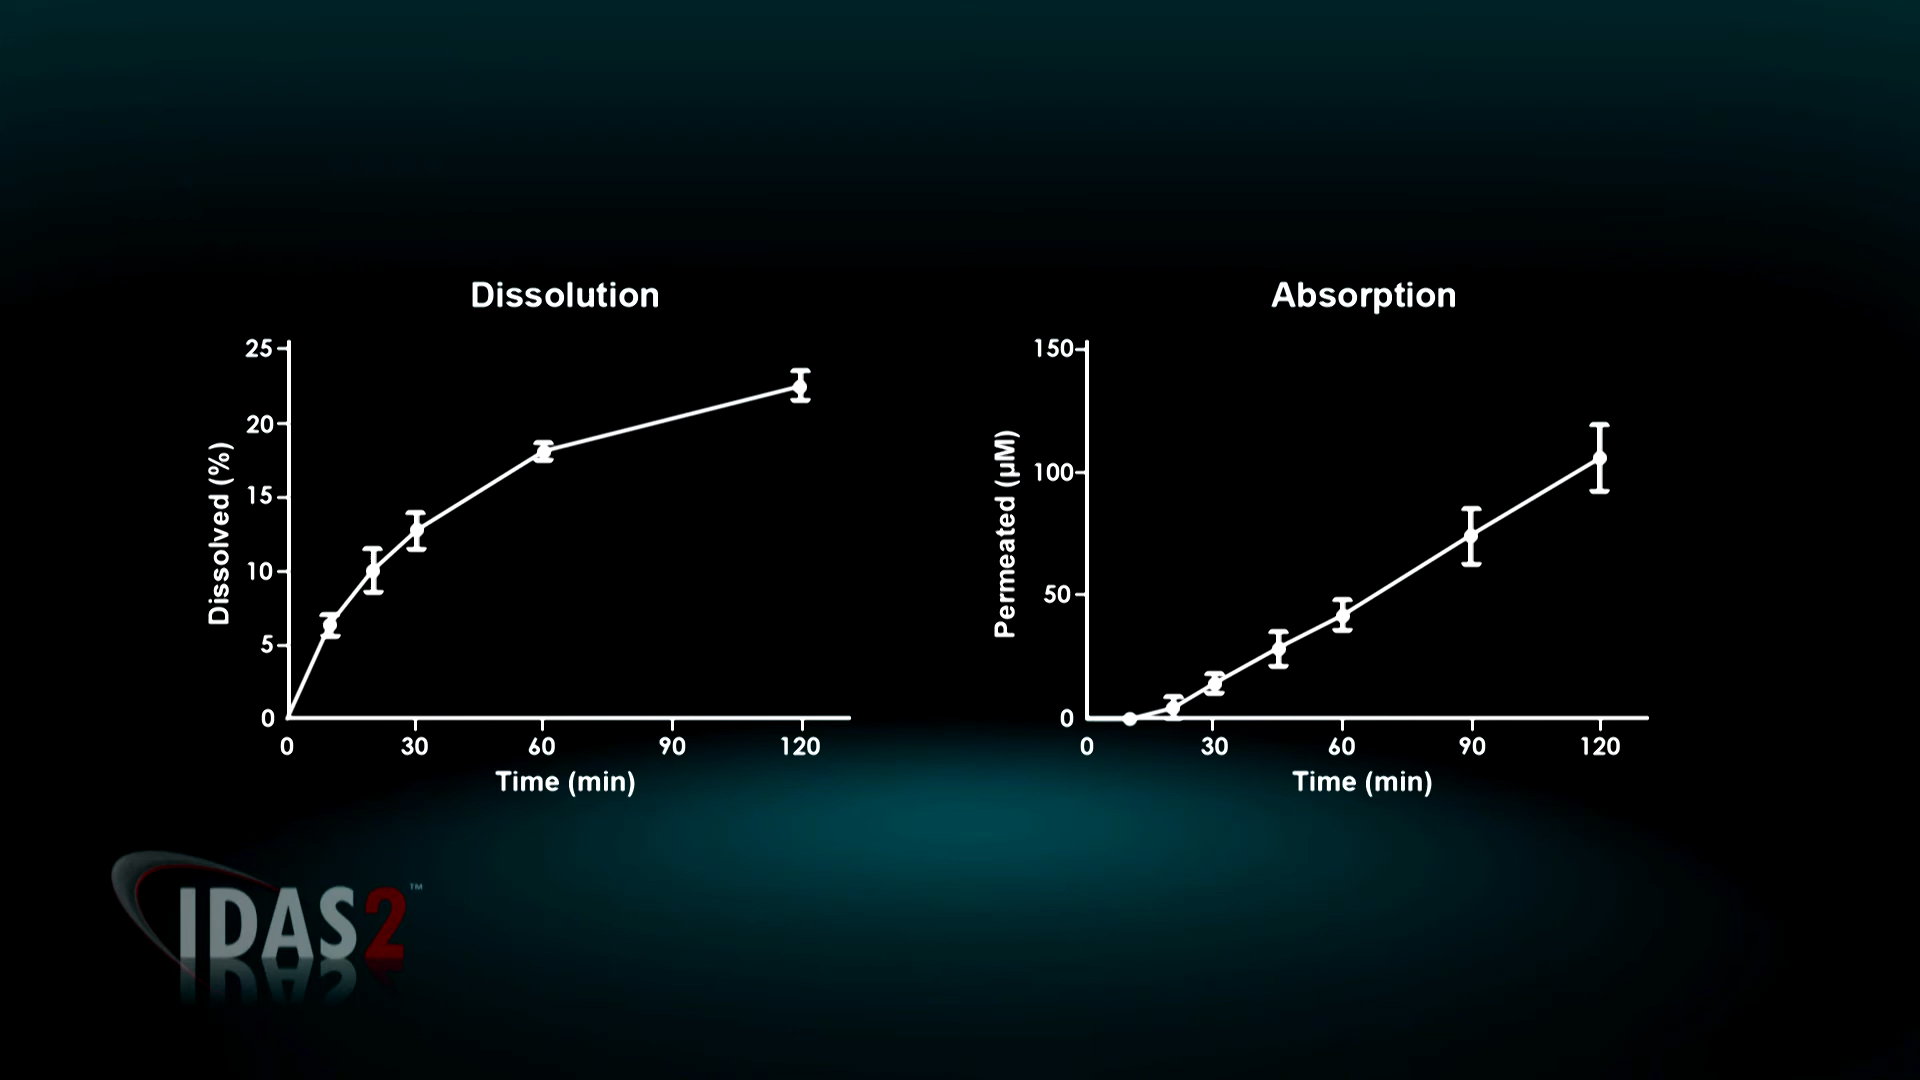 Dissolution
25
20
15
10
5
0
Dissolved (%)
0 30 60 90 120
Time (min)
Absorption
150
100
50
0
Permeated (µM)
0 30 60 90 120
Time (min)
IDAS2™